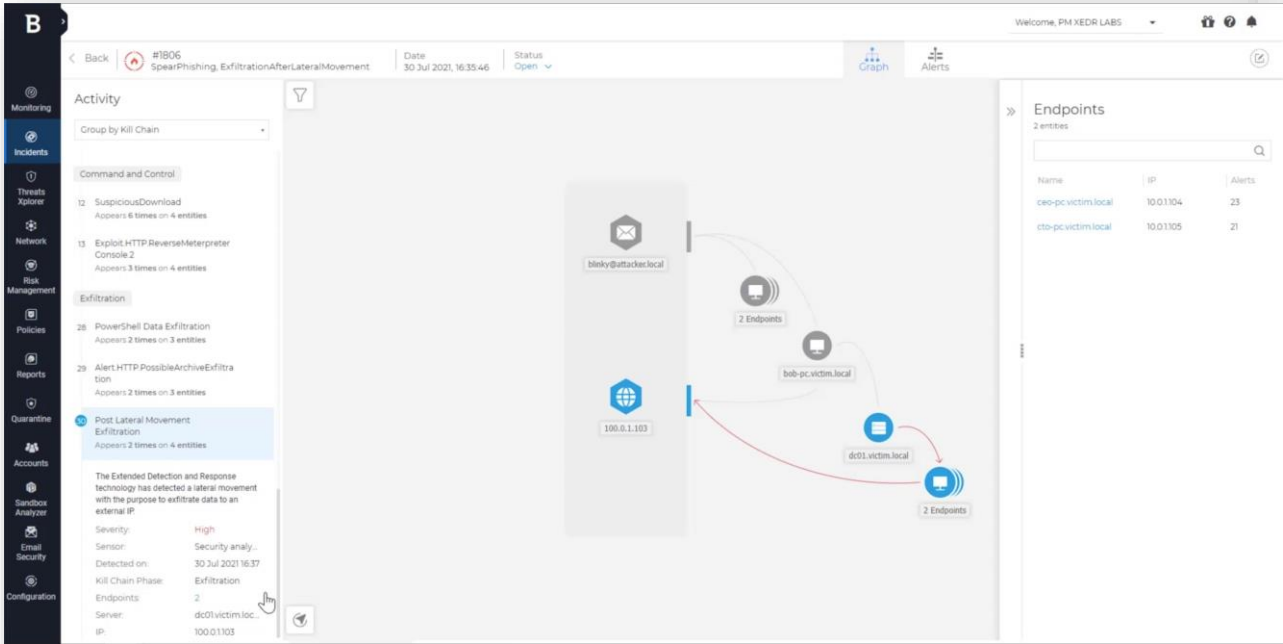 B
Welcome, PM XEDR LABS
Back
#1806
SpearPhishing, ExfiltrationAfterLateralMovement
Date
30 Jul 2021, 16:35:46
Status
Open
Graph
Alerts
Monitoring
Incidents
Threats
Xplorer
Network
Risk
Management
Policies
Reports
Quarantine
Accounts
Sandbox
Analyzer
Email
Security
Configuration
Activity
Group by Kill Chain
Command and Control
12 SuspiciousDownload
Appears 6 times on 4 entities
13 Exploit.HTTP.ReverseMeterpreter
Console.2
Appears 3 times on 4 entities
Exfiltration
28 PowerShell Data Exfiltration
Appears 2 times on 3 entities
29 Alert.HTTP.PossibleArchiveExfiltra
tion
Appears 2 times on 3 entities
30 Post Lateral Movement
Exfiltration
Appears 2 times on 4 entities
The Extended Detection and Response
technology has detected a lateral movement
with the purpose to exfiltrate data to an
external IP.
Severity: High
Sensor: Security analy...
Detected on: 30 Jul 2021 16:37
Kill Chain Phase: Exfiltration
Endpoints: 2
Server: dc01.victim.loc...
IP: 100.0.1.103
blinky@attacker.local
2 Endpoints
bob-pc.victim.local
100.0.1.103
dc01.victim.local
2 Endpoints
Endpoints
2 entities
Name IP Alerts
ceo-pc.victim.local 10.0.1.104 23
cto-pc.victim.local 10.0.1.105 21